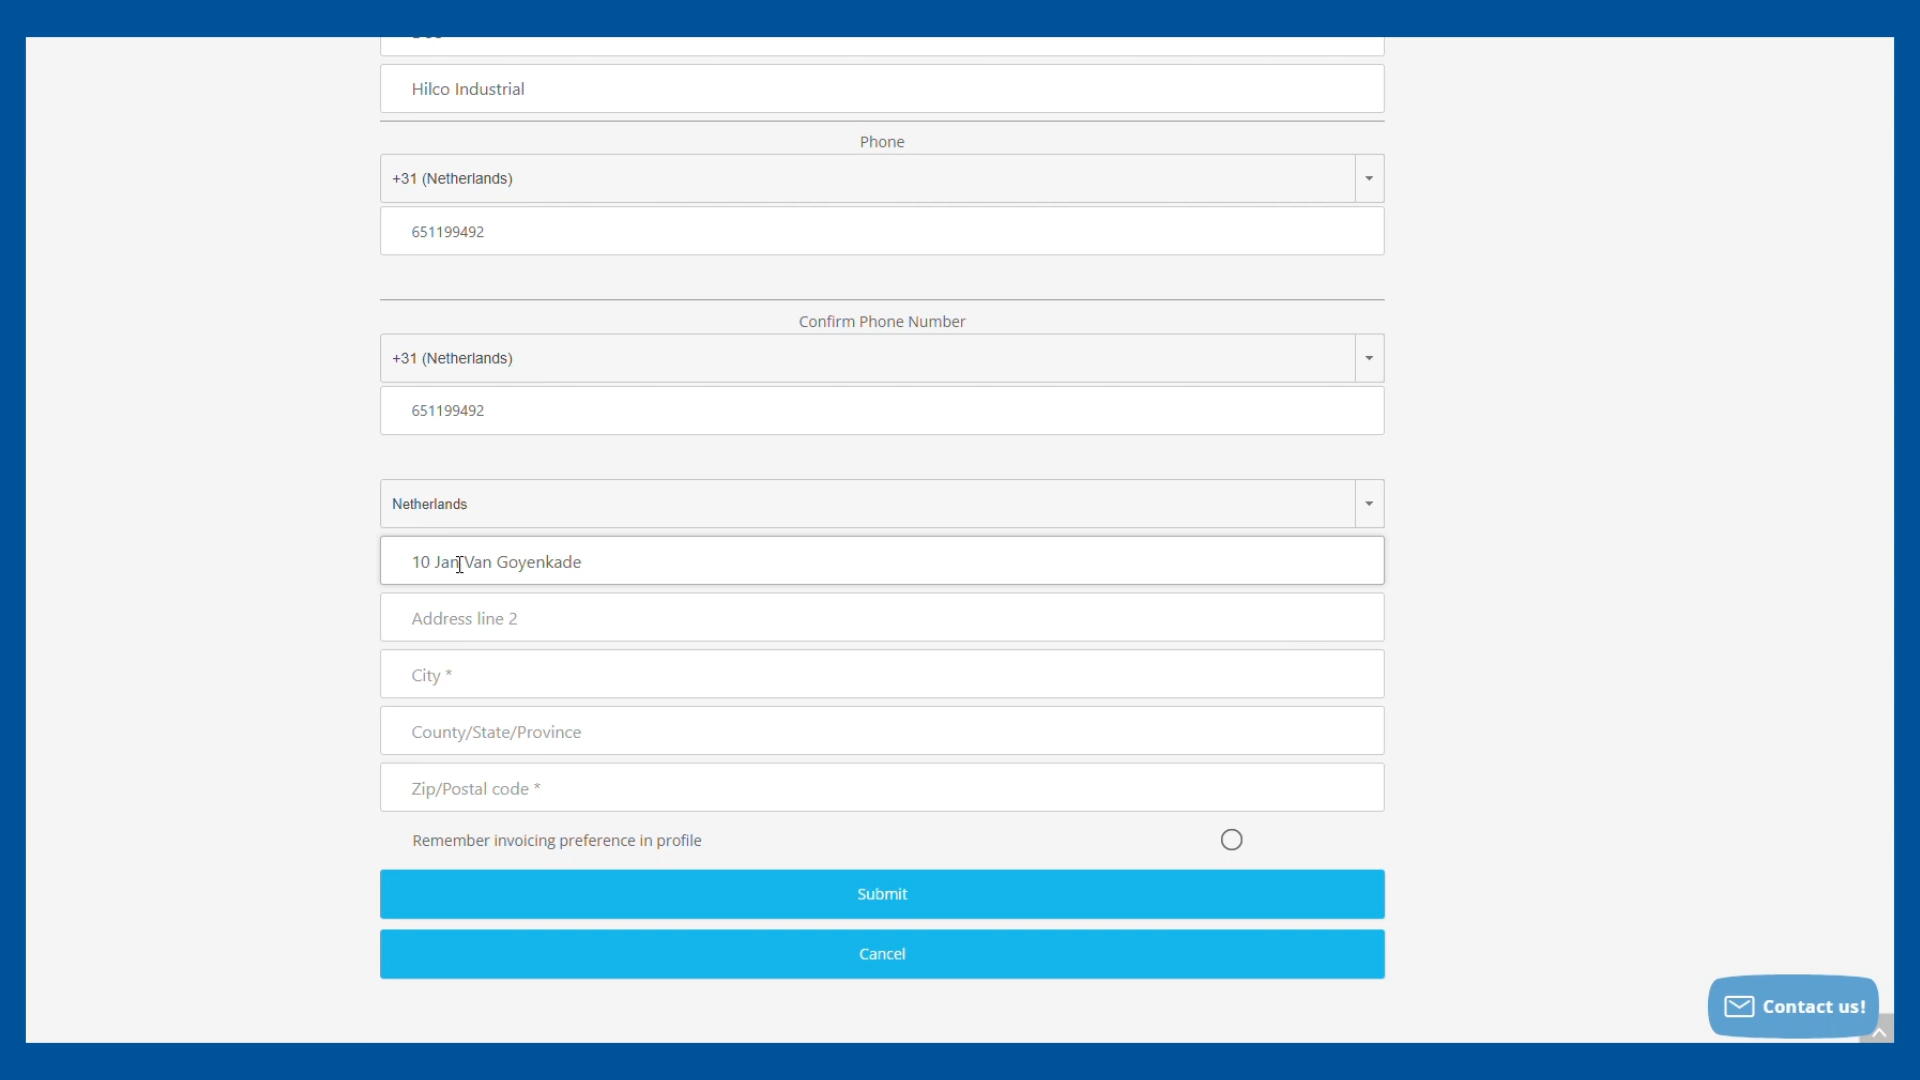 Hilco Industrial
Phone
+31 (Netherlands)
651199492
Confirm Phone Number
+31 (Netherlands)
651199492
Netherlands
10 Jan Van Goyenkade
Address line 2
City *
County/State/Province
Zip/Postal code *
Remember invoicing preference in profile
Submit
Cancel
Contact us!